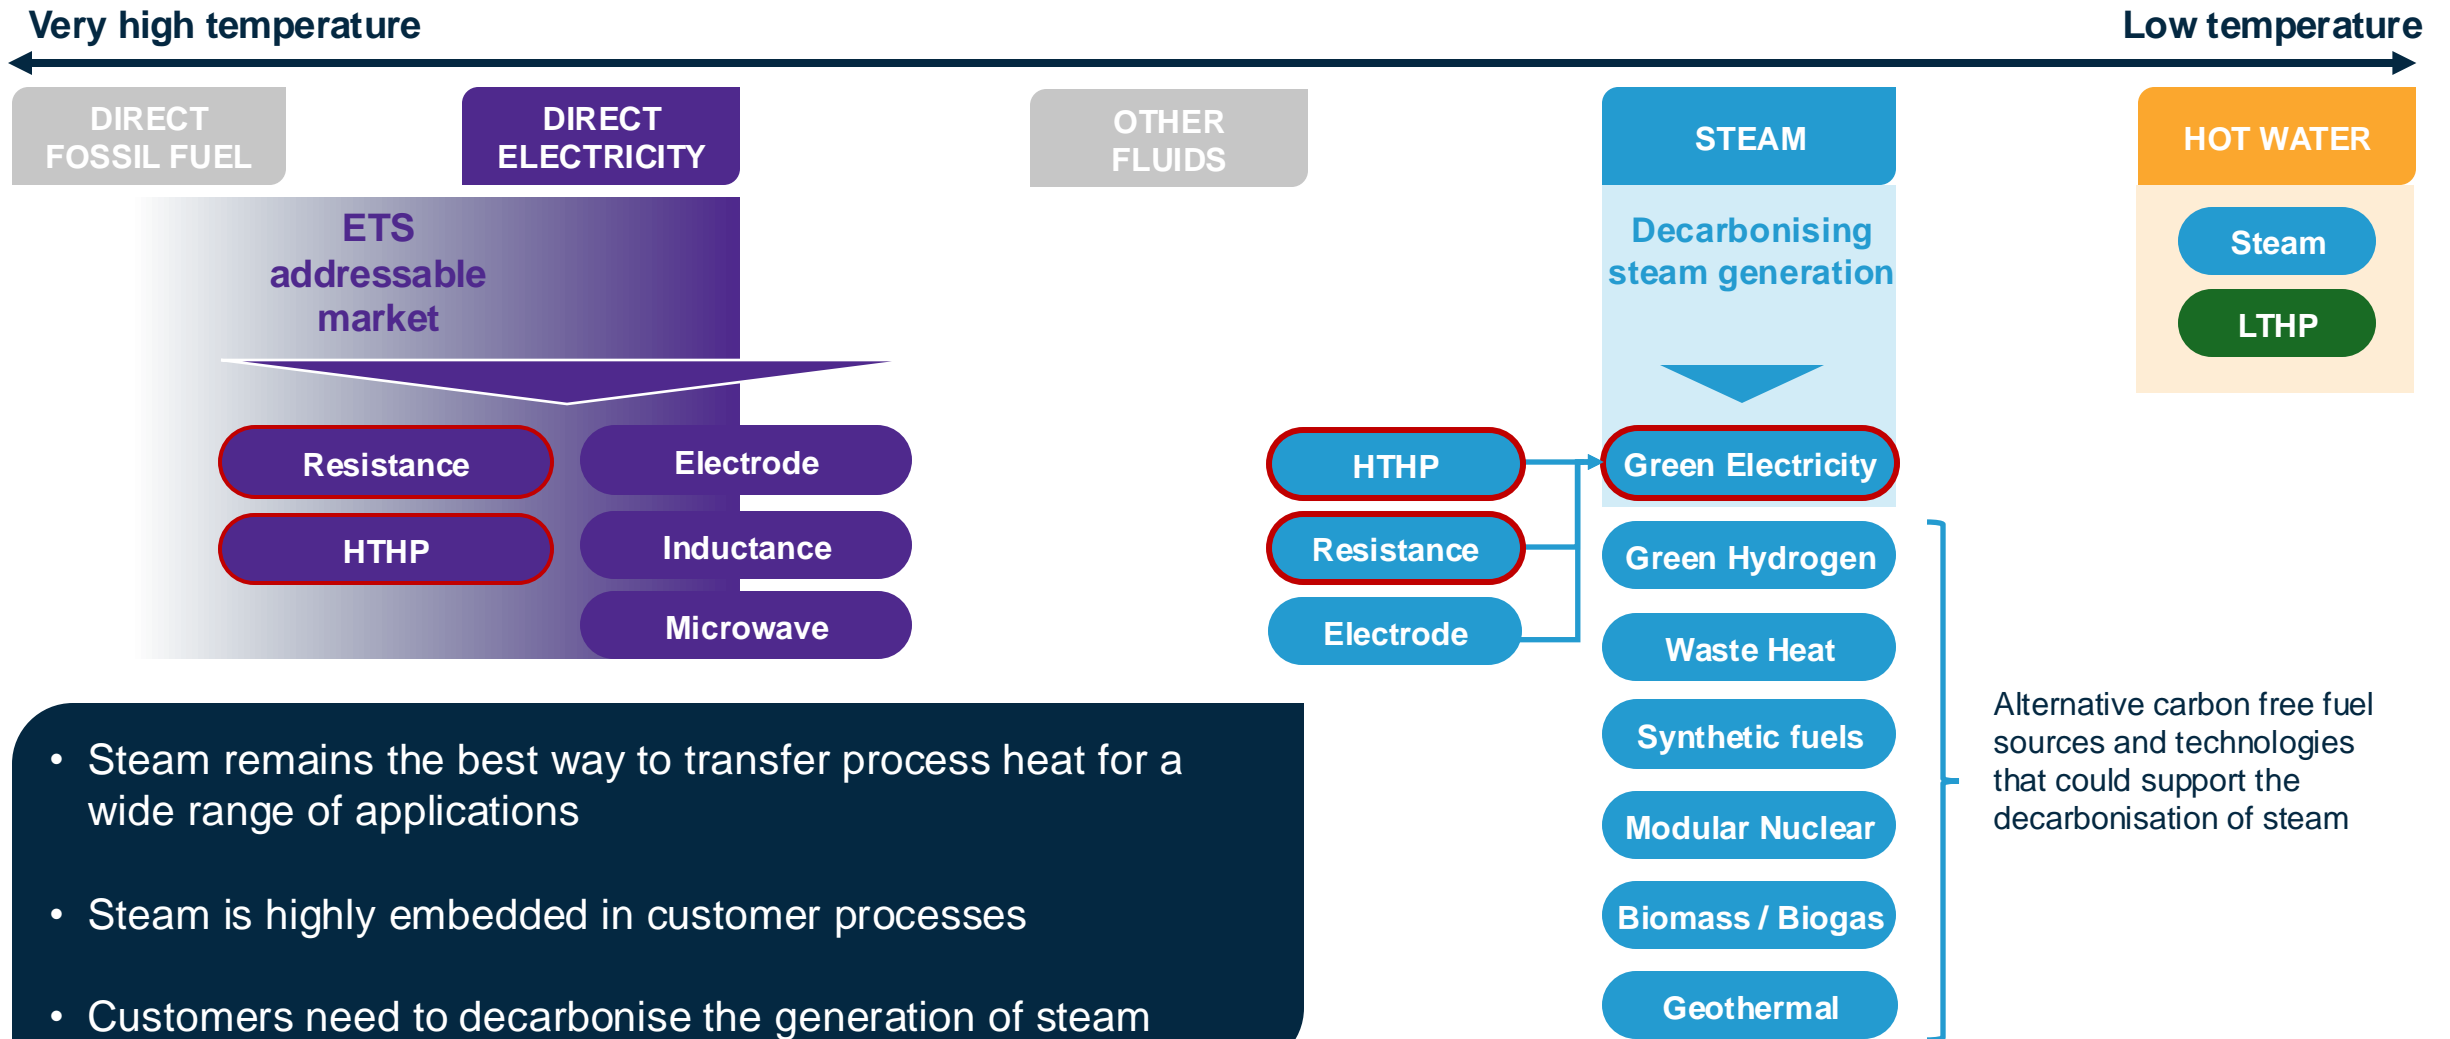 Very high temperature
Low temperature
DIRECT
FOSSIL FUEL
DIRECT
ELECTRICITY
OTHER
FLUIDS
STEAM
HOT WATER
ETS
addressable
market
Resistance
HTHP
Electrode
Inductance
Microwave
Decarbonising
steam generation
HTHP
Resistance
Electrode
Green Electricity
Green Hydrogen
Waste Heat
Synthetic fuels
Modular Nuclear
Biomass / Biogas
Geothermal
Steam
LTHP
Alternative carbon free fuel
sources and technologies
that could support the
decarbonisation of steam
• Steam remains the best way to transfer process heat for a
wide range of applications
• Steam is highly embedded in customer processes
• Customers need to decarbonise the generation of steam